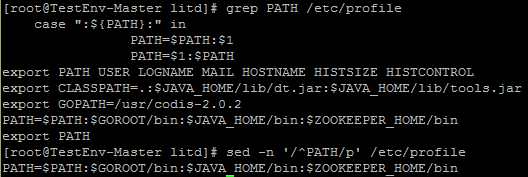 [root@TestEnv-Master litd]# grep PATH /etc/profile
case ":${PATH}:" in
PATH=$PATH:$1
PATH=$1:$PATH
export PATH USER LOGNAME MAIL HOSTNAME HISTSIZE HISTCONTROL
export CLASSPATH=.:$JAVA_HOME/lib/dt.jar:$JAVA_HOME/lib/tools.jar
export GOPATH=/usr/codis-2.0.2
PATH=$PATH:$GOROOT/bin:$JAVA_HOME/bin:$ZOOKEEPER_HOME/bin
export PATH
[root@TestEnv-Master litd]# sed -n '/^PATH/p' /etc/profile
PATH=$PATH:$GOROOT/bin:$JAVA_HOME/bin:$ZOOKEEPER_HOME/bin